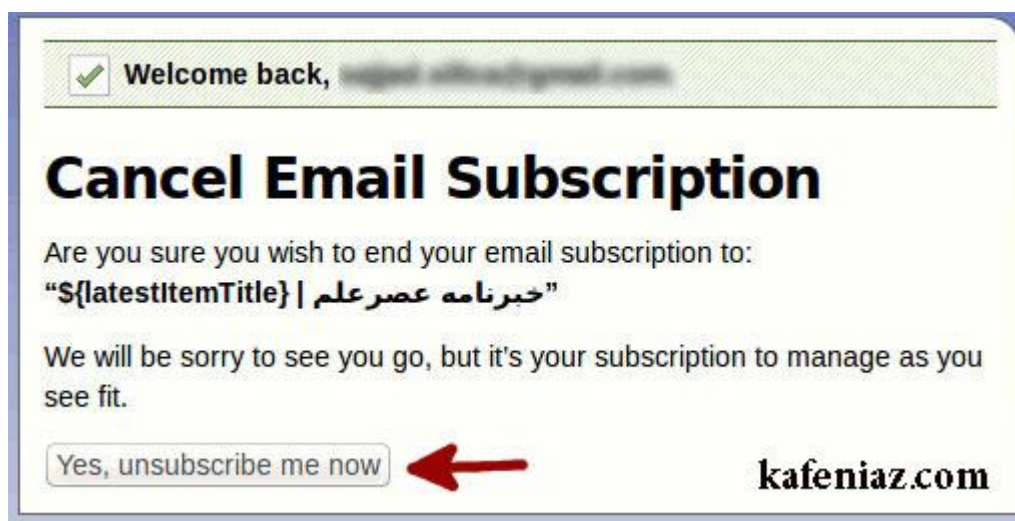 Welcome back,
Cancel Email Subscription
Are you sure you wish to end your email subscription to:
“${latestItemTitle} | خبرنامه عصرعلم”
We will be sorry to see you go, but it's your subscription to manage as you
see fit.
Yes, unsubscribe me now
kafeniaz.com